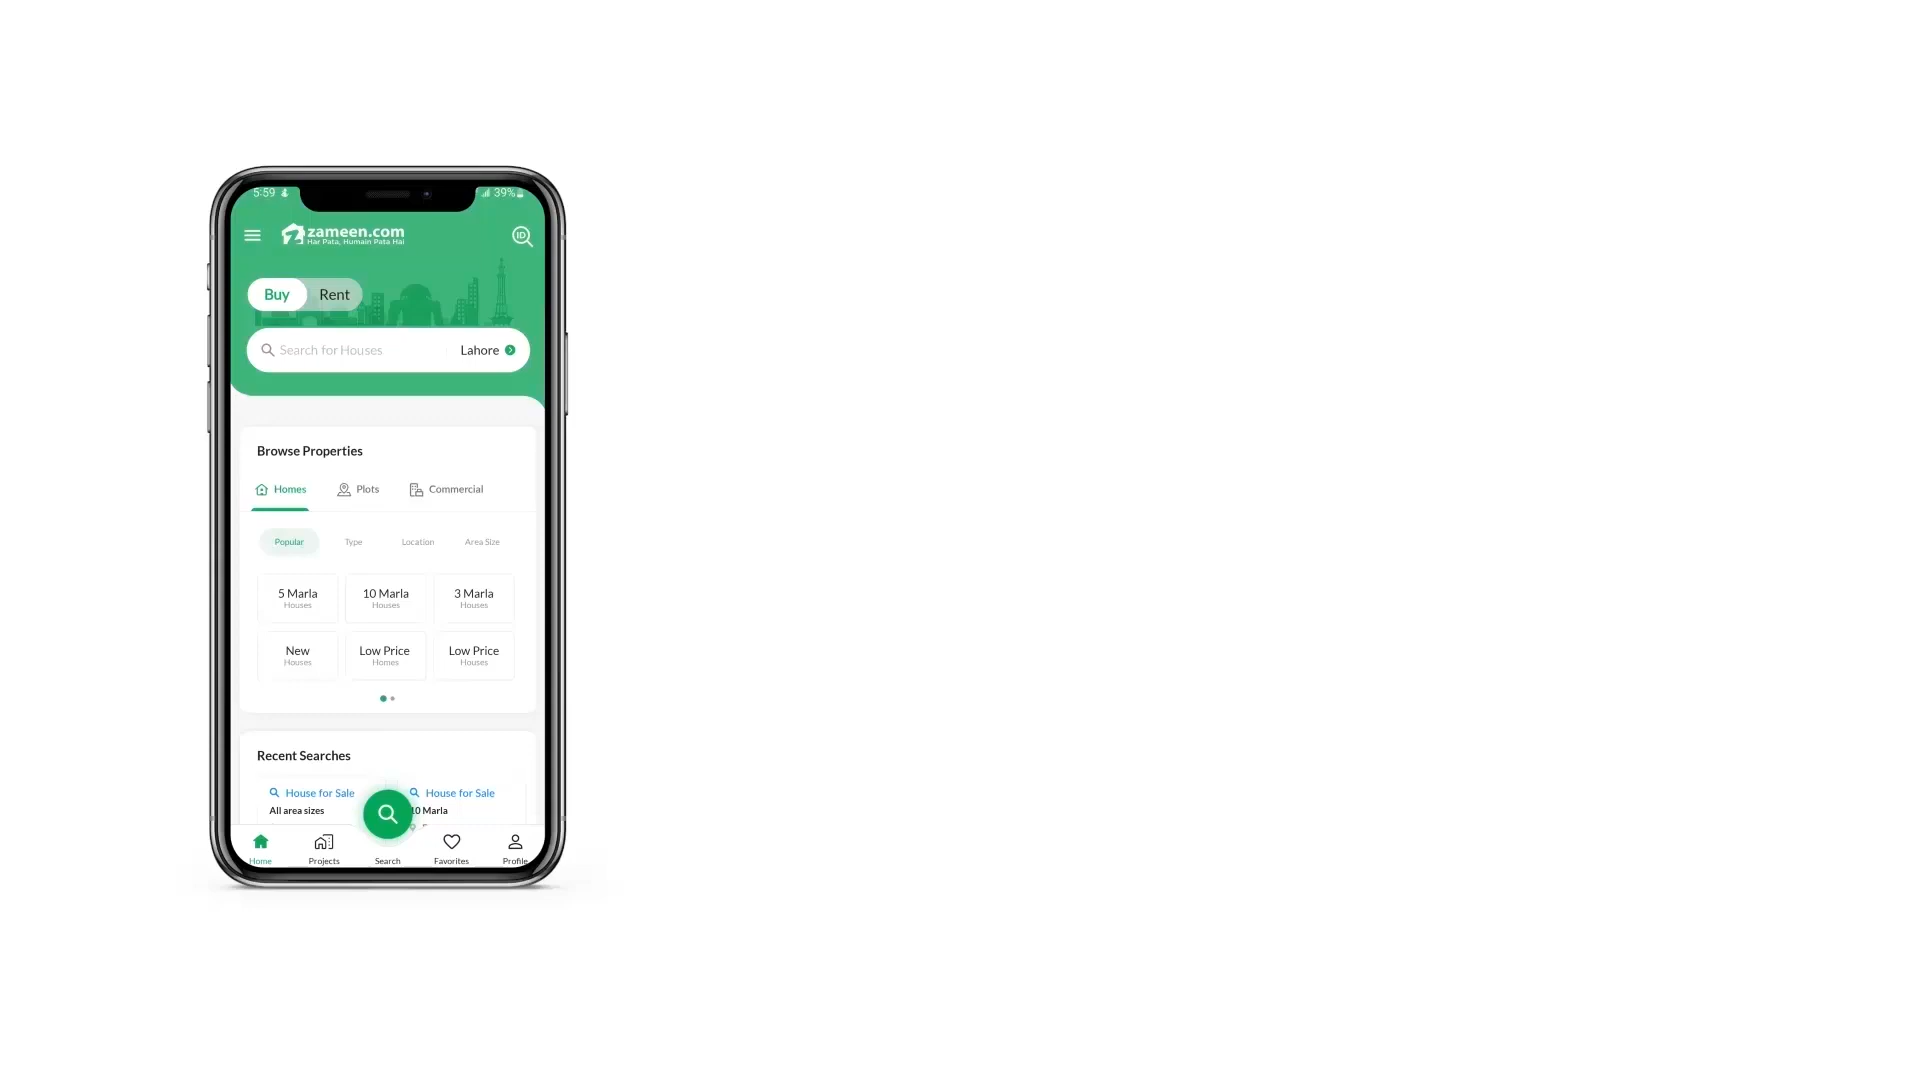 5:59 39%
zameen.com
Har Pata, Humain Pata Hai
ID
Buy Rent
Search for Houses Lahore
Browse Properties
Homes Plots Commercial
Popular Type Location Area Size
5 Marla 10 Marla 3 Marla
Houses Houses Houses
New Low Price Low Price
Houses Homes Houses
Recent Searches
House for Sale House for Sale
All area sizes 10 Marla
Home Projects Search Favorites Profile